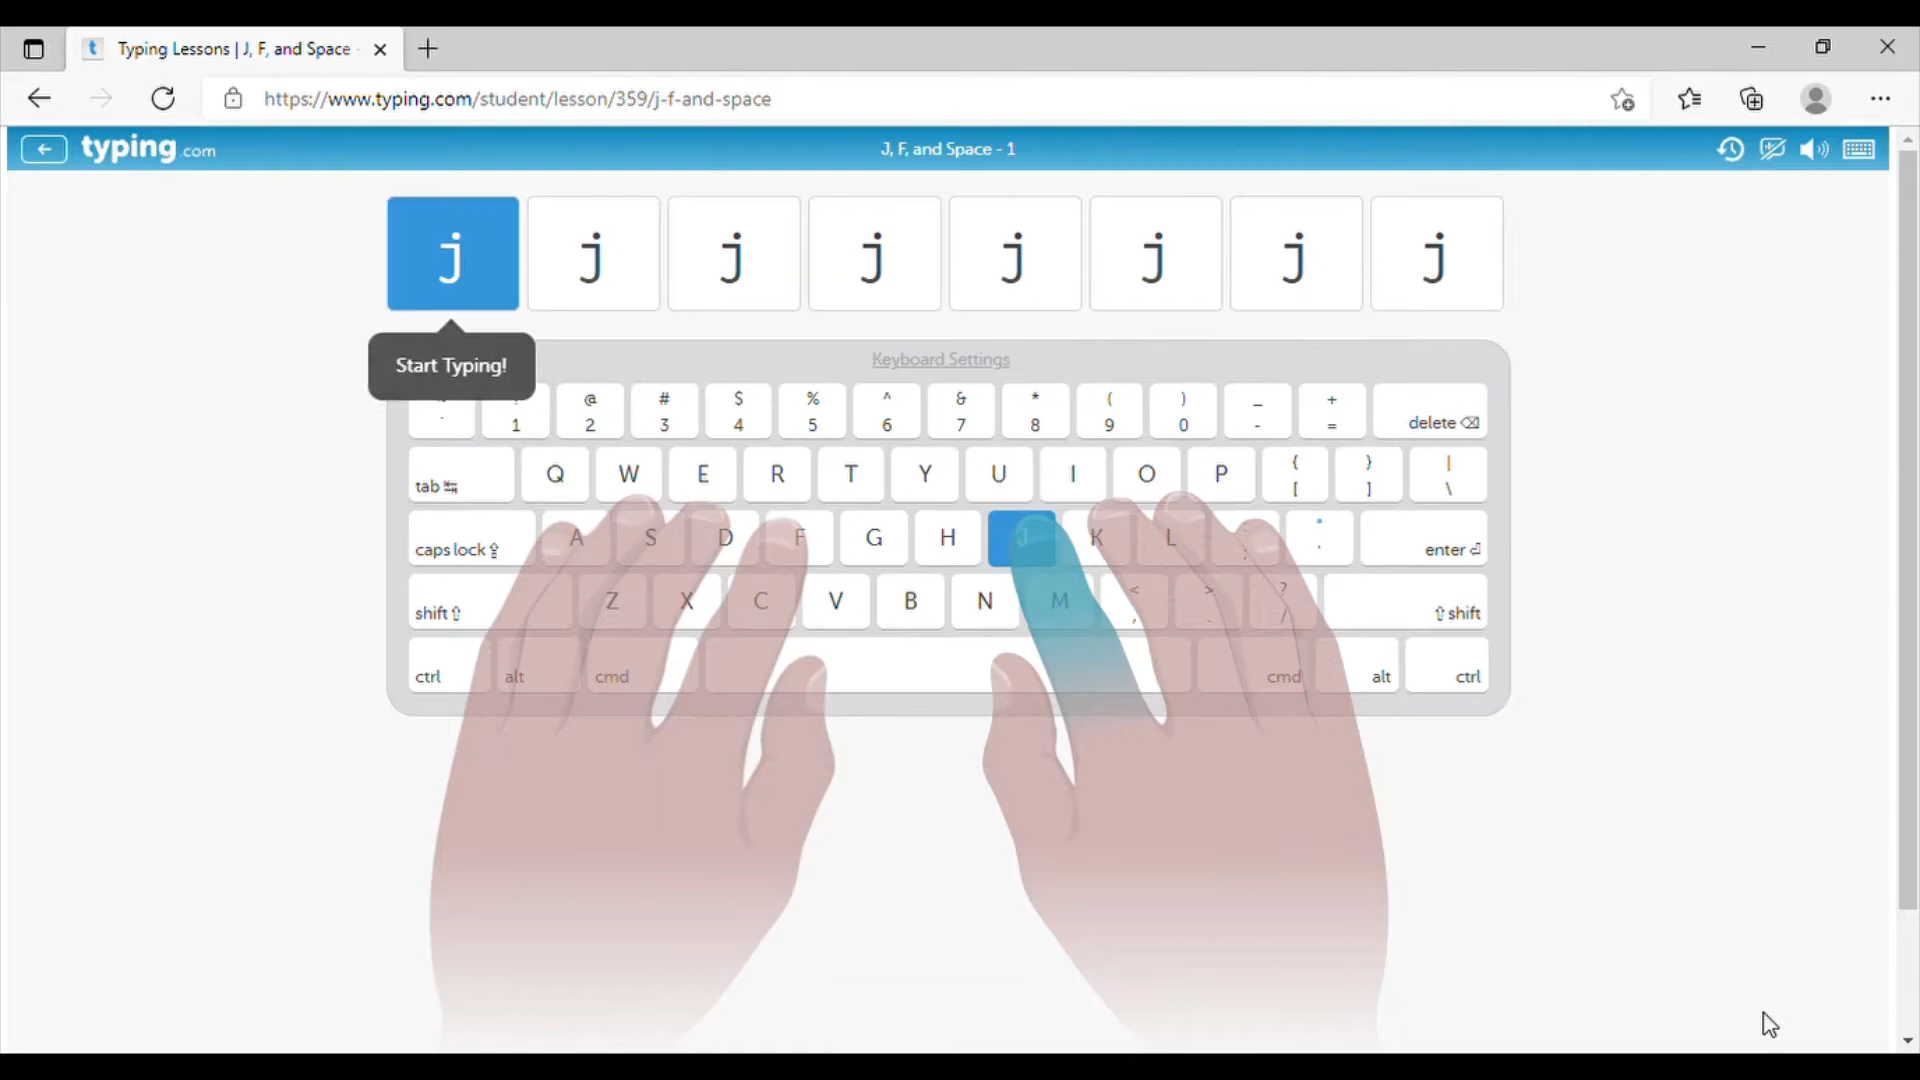 Typing Lessons | J, F, and Space
https://www.typing.com/student/lesson/359/j-f-and-space
typing.com
J, F, and Space - 1
j j j j j j j j
Start Typing!
Keyboard Settings
@ # $ % ^ & * ( ) _ +
1 2 3 4 5 6 7 8 9 0 - = delete
tab Q W E R T Y U I O P { [ } ] | \
caps lock A S D F G H J K L enter
shift Z X C V B N M < , > . ? / shift
ctrl alt cmd cmd alt ctrl